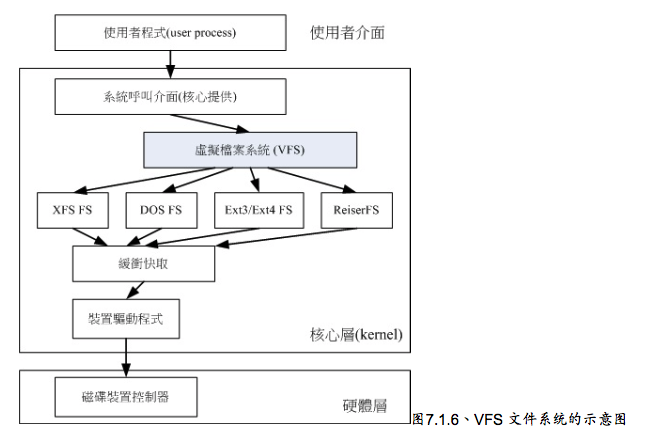 使用者程式(user process)
使用者介面
系統呼叫介面(核心提供)
虛擬檔案系統 (VFS)
XFS FS
DOS FS
Ext3/Ext4 FS
ReiserFS
緩衝快取
裝置驅動程式
核心層(kernel)
磁碟裝置控制器
硬體層
图7.1.6、VFS 文件系统的示意图